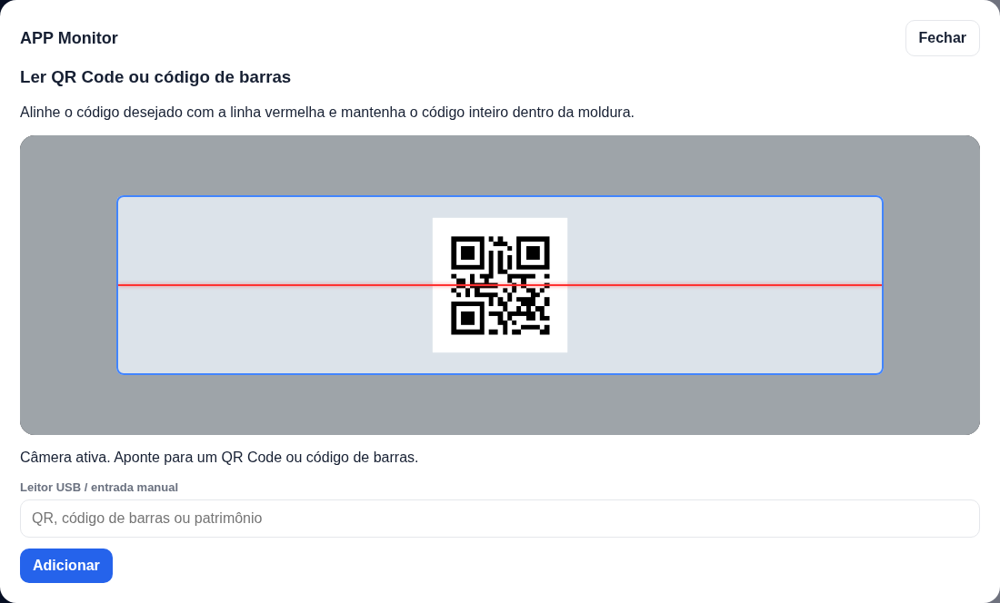 APP Monitor
Fechar
Ler QR Code ou código de barras
Alinhe o código desejado com a linha vermelha e mantenha o código inteiro dentro da moldura.
Câmera ativa. Aponte para um QR Code ou código de barras.
Leitor USB / entrada manual
QR, código de barras ou patrimônio
Adicionar